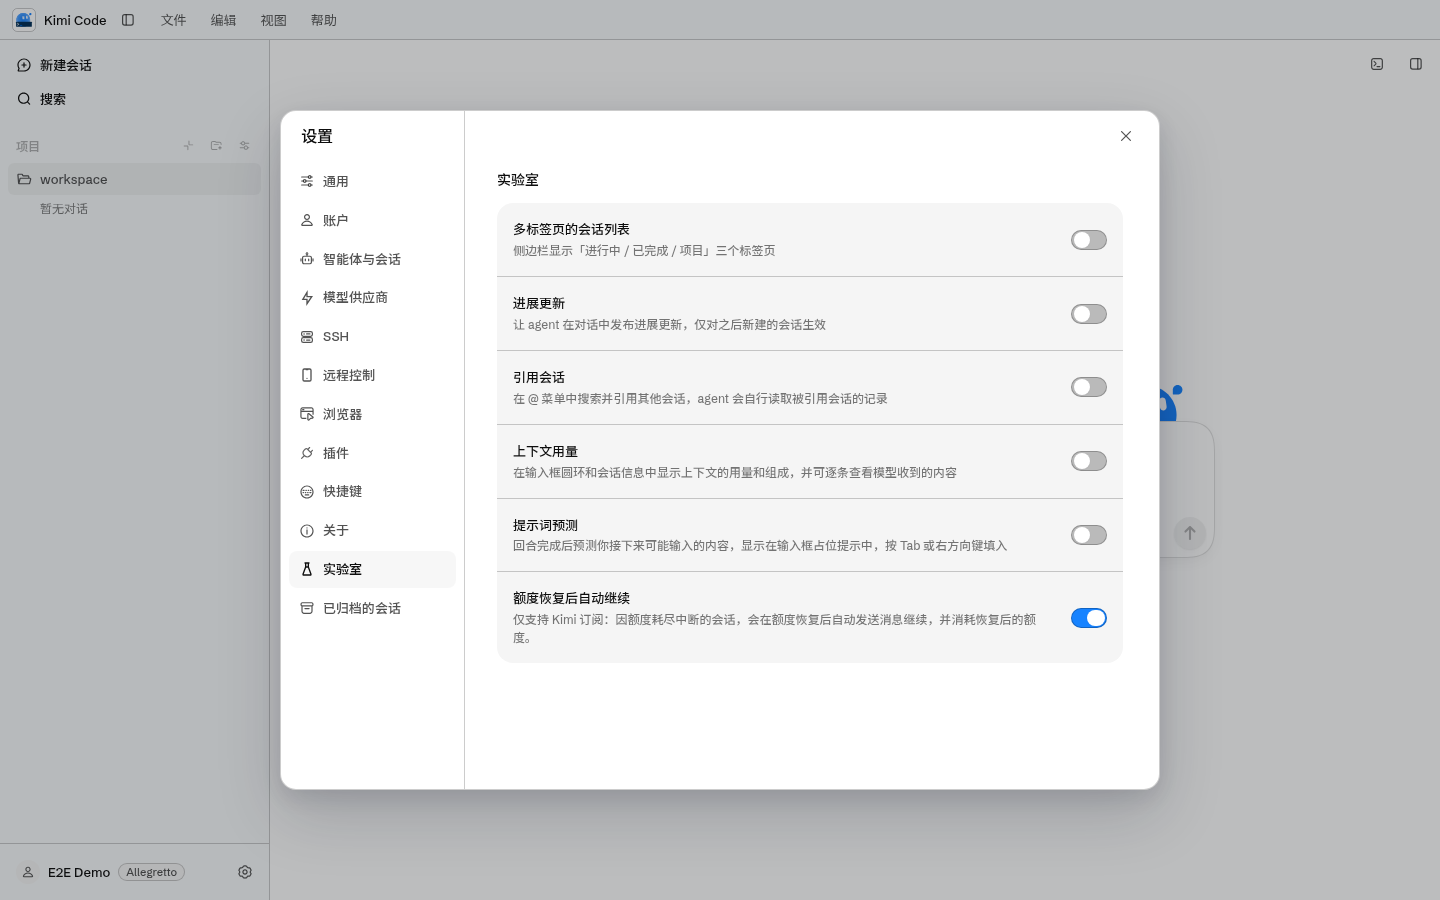 Kimi Code 文件 编辑 视图 帮助
新建会话
搜索
项目
workspace
暂无对话
E2E Demo Allegretto
设置
通用
账户
智能体与会话
模型供应商
SSH
远程控制
浏览器
插件
快捷键
关于
实验室
已归档的会话
实验室
多标签页的会话列表
侧边栏显示「进行中 / 已完成 / 项目」三个标签页
进展更新
让 agent 在对话中发布进展更新，仅对之后新建的会话生效
引用会话
在 @ 菜单中搜索并引用其他会话，agent 会自行读取被引用会话的记录
上下文用量
在输入框圆环和会话信息中显示上下文的用量和组成，并可逐条查看模型收到的内容
提示词预测
回合完成后预测你接下来可能输入的内容，显示在输入框占位提示中，按 Tab 或右方向键填入
额度恢复后自动继续
仅支持 Kimi 订阅：因额度耗尽中断的会话，会在额度恢复后自动发送消息继续，并消耗恢复后的额
度。